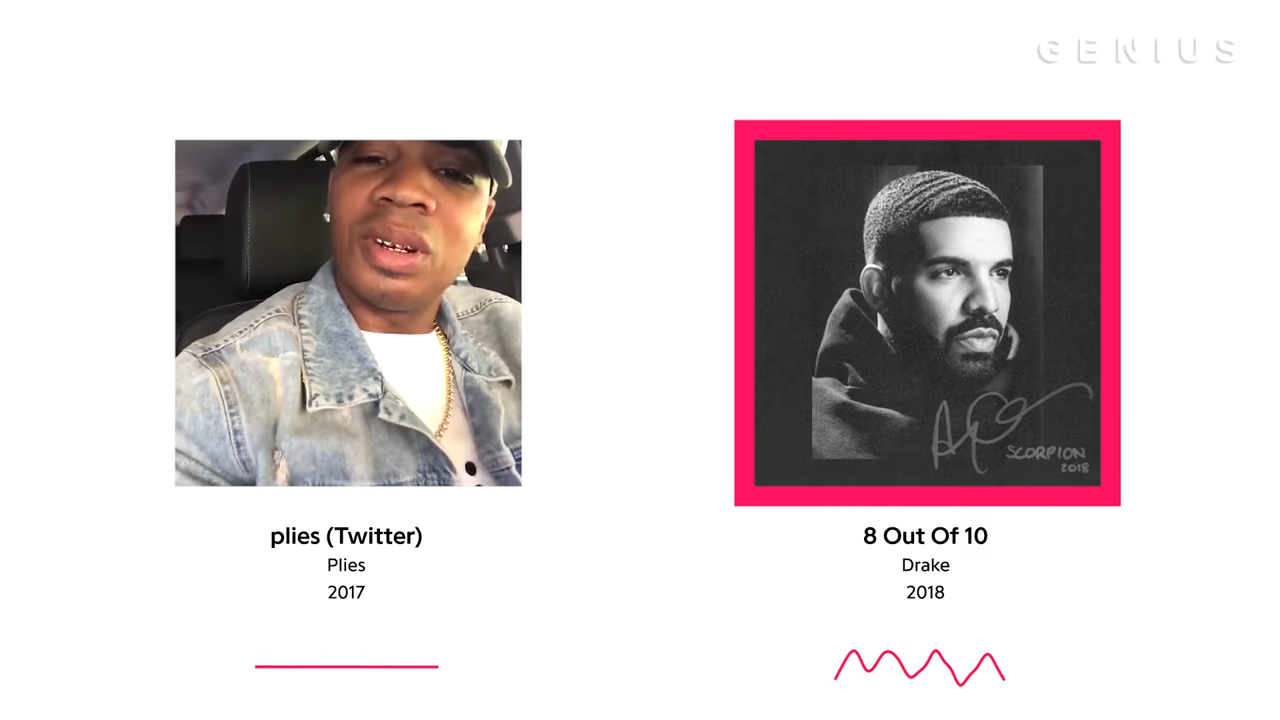 GENIUS
SCORPION
2018
plies (Twitter)
Plies
2017
8 Out Of 10
Drake
2018